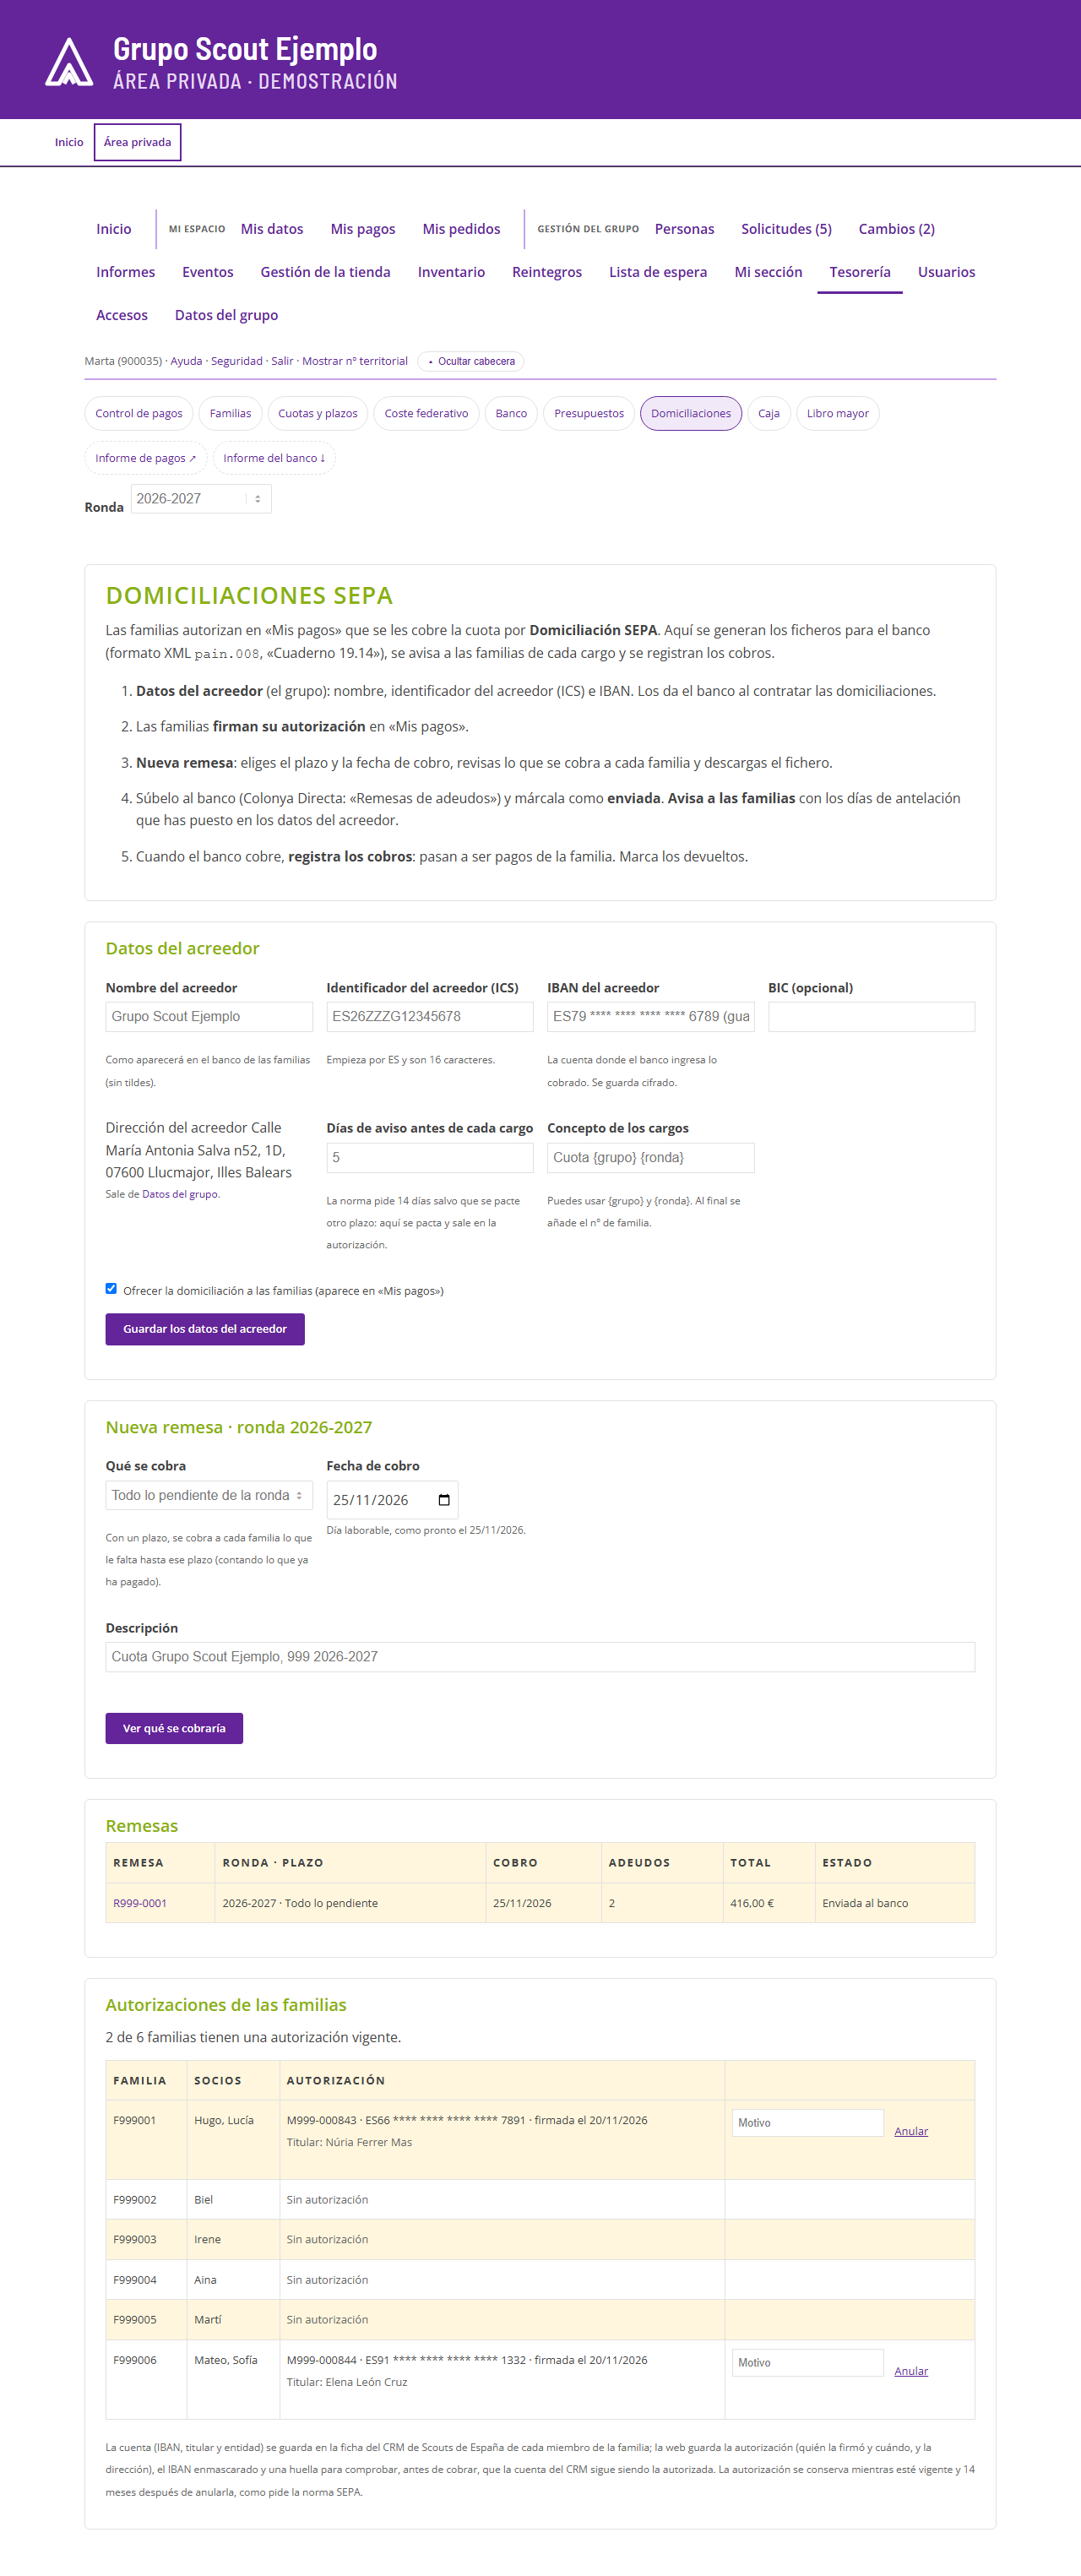 Grupo Scout Ejemplo
ÁREA PRIVADA · DEMOSTRACIÓN
Inicio Área privada
Inicio MI ESPACIO Mis datos Mis pagos Mis pedidos GESTIÓN DEL GRUPO Personas Solicitudes (5) Cambios (2)
Informes Eventos Gestión de la tienda Inventario Reintegros Lista de espera Mi sección Tesorería Usuarios
Accesos Datos del grupo
Marta (900035) · Ayuda · Seguridad · Salir · Mostrar nº territorial Ocultar cabecera
Control de pagos Familias Cuotas y plazos Coste federativo Banco Presupuestos Domiciliaciones Caja Libro mayor
Informe de pagos ↗ Informe del banco ↓
Ronda 2026-2027
DOMICILIACIONES SEPA
Las familias autorizan en «Mis pagos» que se les cobre la cuota por Domiciliación SEPA. Aquí se generan los ficheros para el banco
(formato XML pain.008, «Cuaderno 19.14»), se avisa a las familias de cada cargo y se registran los cobros.
1. Datos del acreedor (el grupo): nombre, identificador del acreedor (ICS) e IBAN. Los da el banco al contratar las domiciliaciones.
2. Las familias firman su autorización en «Mis pagos».
3. Nueva remesa: eliges el plazo y la fecha de cobro, revisas lo que se cobra a cada familia y descargas el fichero.
4. Súbelo al banco (Colonya Directa: «Remesas de adeudos») y márcala como enviada. Avisa a las familias con los días de antelación
que has puesto en los datos del acreedor.
5. Cuando el banco cobre, registra los cobros: pasan a ser pagos de la familia. Marca los devueltos.
Datos del acreedor
Nombre del acreedor Identificador del acreedor (ICS) IBAN del acreedor BIC (opcional)
Grupo Scout Ejemplo ES26ZZZG12345678 ES79 **** **** **** **** 6789 (gua
Como aparecerá en el banco de las familias Empieza por ES y son 16 caracteres. La cuenta donde el banco ingresa lo
(sin tildes). cobrado. Se guarda cifrado.
Dirección del acreedor Calle Días de aviso antes de cada cargo Concepto de los cargos
María Antonia Salva n52, 1D, 5 Cuota {grupo} {ronda}
07600 Llucmajor, Illes Balears
Sale de Datos del grupo. La norma pide 14 días salvo que se pacte Puedes usar {grupo} y {ronda}. Al final se
otro plazo: aquí se pacta y sale en la añade el nº de familia.
autorización.
Ofrecer la domiciliación a las familias (aparece en «Mis pagos»)
Guardar los datos del acreedor
Nueva remesa · ronda 2026-2027
Qué se cobra Fecha de cobro
Todo lo pendiente de la ronda 25/11/2026
Día laborable, como pronto el 25/11/2026.
Con un plazo, se cobra a cada familia lo que
le falta hasta ese plazo (contando lo que ya
ha pagado).
Descripción
Cuota Grupo Scout Ejemplo, 999 2026-2027
Ver qué se cobraría
Remesas
REMESA RONDA · PLAZO COBRO ADEUDOS TOTAL ESTADO
R999-0001 2026-2027 · Todo lo pendiente 25/11/2026 2 416,00 € Enviada al banco
Autorizaciones de las familias
2 de 6 familias tienen una autorización vigente.
FAMILIA SOCIOS AUTORIZACIÓN
F999001 Hugo, Lucía M999-000843 · ES66 **** **** **** **** 7891 · firmada el 20/11/2026 Motivo Anular
Titular: Núria Ferrer Mas
F999002 Biel Sin autorización
F999003 Irene Sin autorización
F999004 Aina Sin autorización
F999005 Martí Sin autorización
F999006 Mateo, Sofía M999-000844 · ES91 **** **** **** **** 1332 · firmada el 20/11/2026 Motivo Anular
Titular: Elena León Cruz
La cuenta (IBAN, titular y entidad) se guarda en la ficha del CRM de Scouts de España de cada miembro de la familia; la web guarda la autorización (quién la firmó y cuándo, y la
dirección), el IBAN enmascarado y una huella para comprobar, antes de cobrar, que la cuenta del CRM sigue siendo la autorizada. La autorización se conserva mientras esté vigente y 14
meses después de anularla, como pide la norma SEPA.